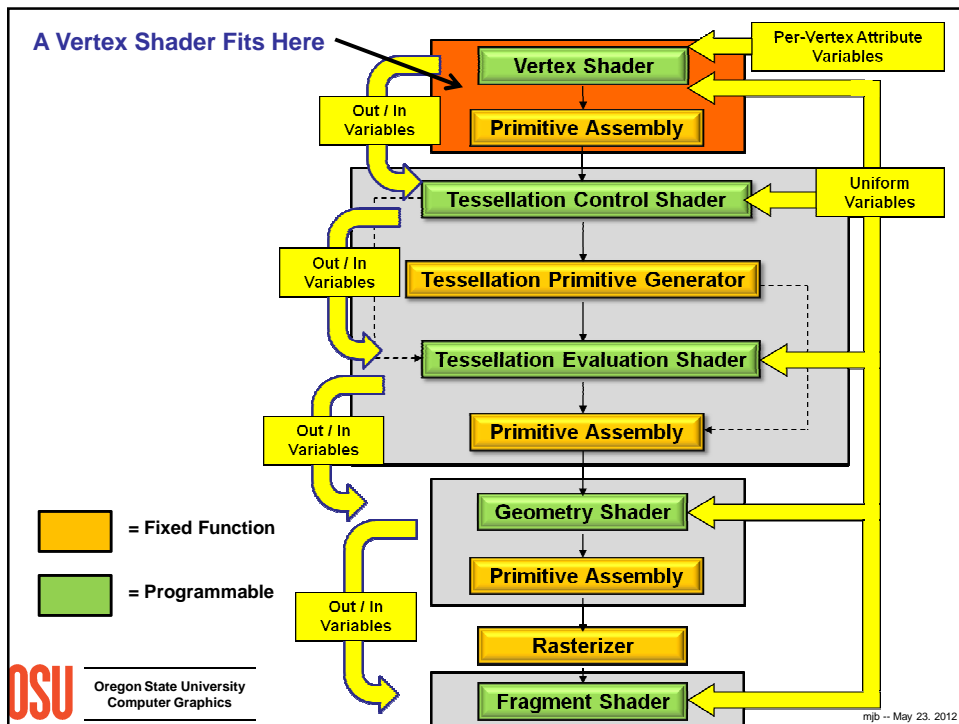 A Vertex Shader Fits Here
Per-Vertex Attribute
Variables
Vertex Shader
Out / In
Variables
Primitive Assembly
Uniform
Variables
Tessellation Control Shader
Out / In
Variables
Tessellation Primitive Generator
Tessellation Evaluation Shader
Out / In
Variables
Primitive Assembly
= Fixed Function
Geometry Shader
= Programmable
Primitive Assembly
Out / In
Variables
Rasterizer
OSU
Oregon State University
Computer Graphics
Fragment Shader
mjb -- May 23. 2012